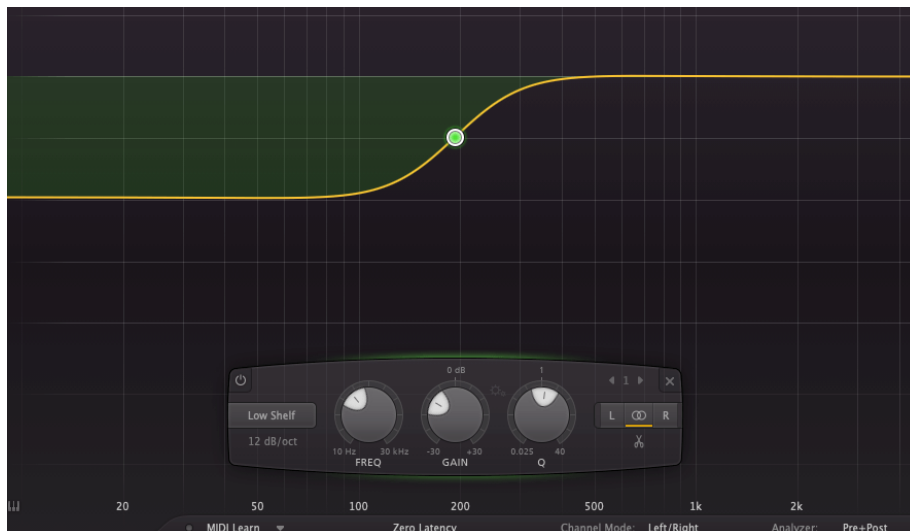 0 dB
1
1
Low Shelf
L
R
12 dB/oct
10 Hz
30 kHz
-30
+30
0.025
40
FREQ
GAIN
Q
20
50
100
200
500
1k
2k
MIDI Learn
Zero Latency
Channel Mode:
Left/Right
Analyzer:
Pre+Post